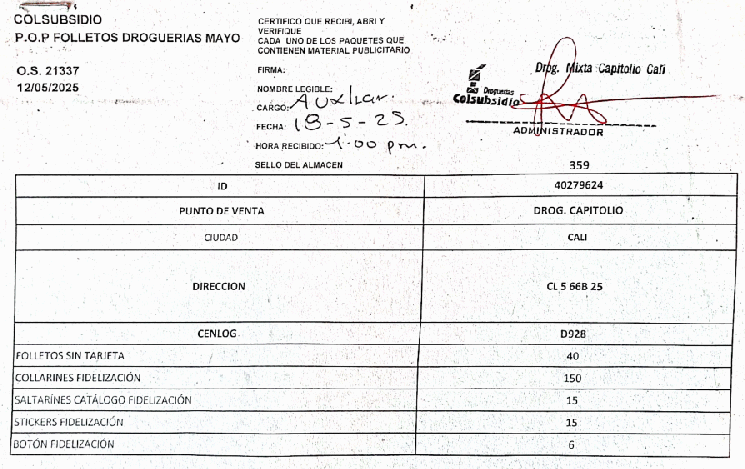 COLSUBSIDIO
P.O.P FOLLETOS DROGUERIAS MAYO
O.S. 21337
12/05/2025
CERTIFICO QUE RECIBI, ABRI Y
VERIFIQUE
CADA UNO DE LOS PAQUETES QUE
CONTIENEN MATERIAL PUBLICITARIO
FIRMA:
NOMBRE LEGIBLE:
CARGO: Auxiliar.
FECHA: 18-5-25
HORA RECIBIDO: 1:00 pm.
SELLO DEL ALMACEN
Drog. Mixta Capitolio Cali
Droguerías
Colsubsidio
ADMINISTRADOR
359
ID 40279624
PUNTO DE VENTA DROG. CAPITOLIO
CIUDAD CALI
DIRECCION CL 5 66B 25
CENLOG D928
FOLLETOS SIN TARJETA 40
COLLARINES FIDELIZACIÓN 150
SALTARÍNES CATÁLOGO FIDELIZACIÓN 15
STICKERS FIDELIZACIÓN 15
BOTÓN FIDELIZACIÓN 6